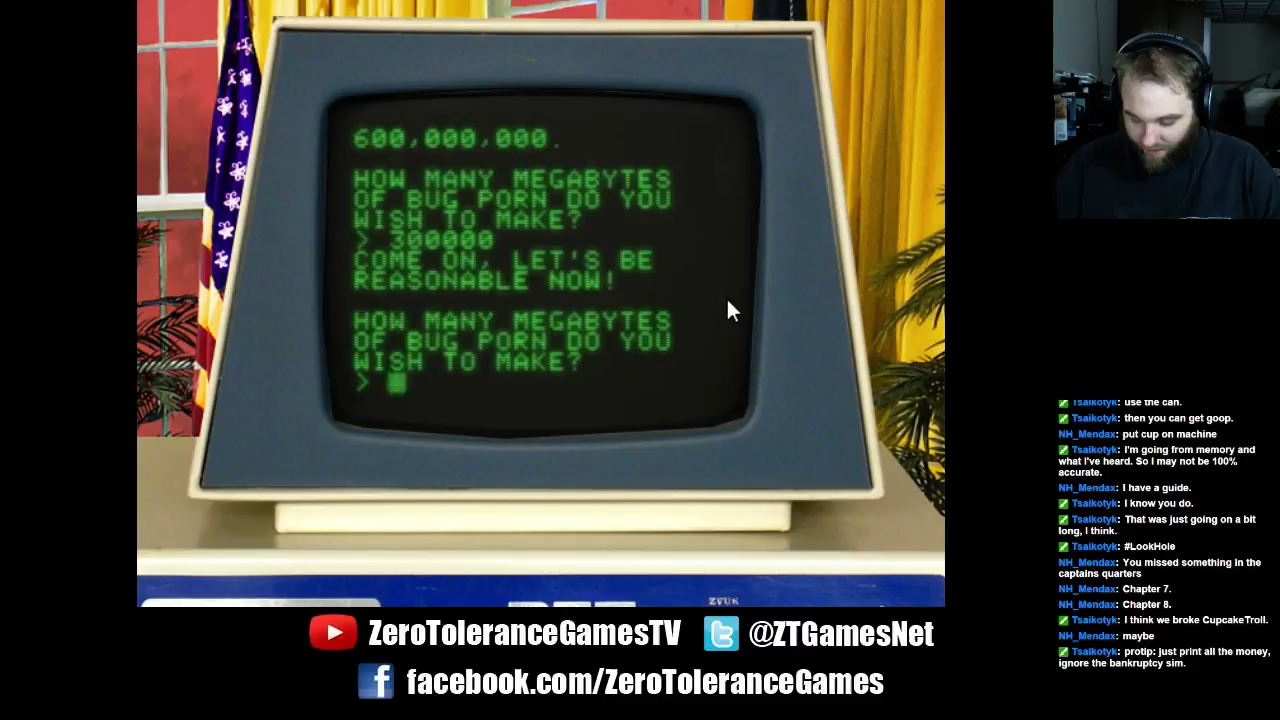 600,000,000.
HOW MANY MEGABYTES
OF BUG PORN DO YOU
WISH TO MAKE?
> 300000
COME ON, LET'S BE
REASONABLE NOW!
HOW MANY MEGABYTES
OF BUG PORN DO YOU
WISH TO MAKE?
>
ZeroToleranceGamesTV
@ZTGamesNet
facebook.com/ZeroToleranceGames
Tsaikotyk: use the can.
Tsaikotyk: then you can get goop.
NH_Mendax: put cup on machine
Tsaikotyk: I'm going from memory and
what I've heard. So I may not be 100%
accurate.
NH_Mendax: I have a guide.
Tsaikotyk: I know you do.
Tsaikotyk: That was just going on a bit
long, I think.
Tsaikotyk: #LookHole
NH_Mendax: You missed something in the
captains quarters
NH_Mendax: Chapter 7.
NH_Mendax: Chapter 8.
Tsaikotyk: I think we broke CupcakeTroll.
NH_Mendax: maybe
Tsaikotyk: protip: just print all the money,
ignore the bankruptcy sim.